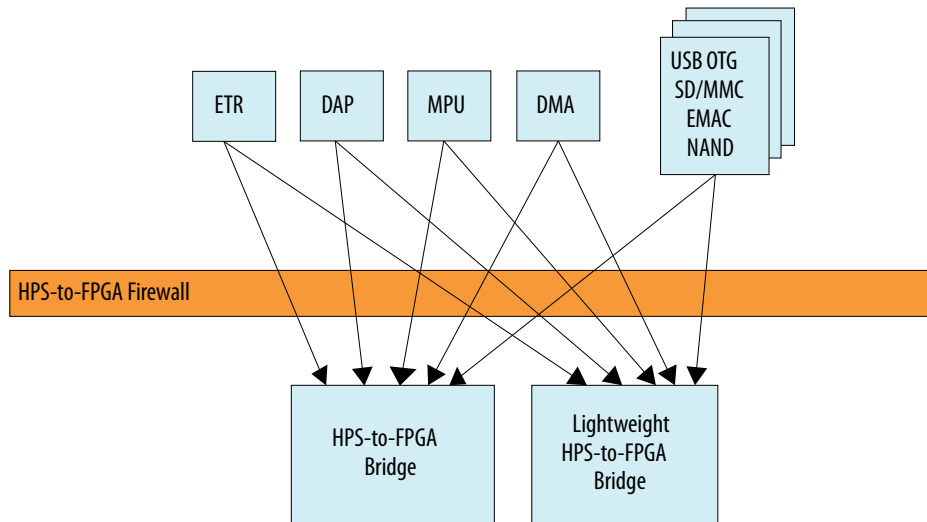 ETR
DAP
MPU
DMA
USB OTG
SD/MMC
EMAC
NAND
HPS-to-FPGA Firewall
HPS-to-FPGA
Bridge
Lightweight
HPS-to-FPGA
Bridge